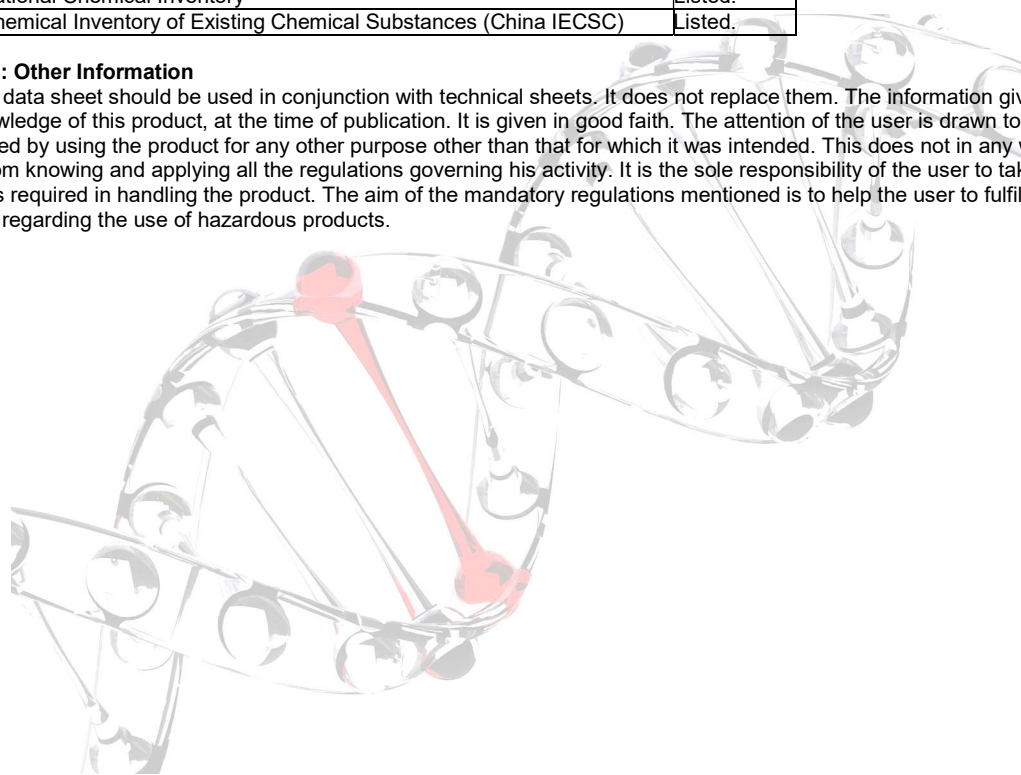 ational Chemical Inventory Listed.
hemical Inventory of Existing Chemical Substances (China IECSC) Listed.
: Other Information
data sheet should be used in conjunction with technical sheets. It does not replace them. The information giv
wledge of this product, at the time of publication. It is given in good faith. The attention of the user is drawn to
ed by using the product for any other purpose other than that for which it was intended. This does not in any
om knowing and applying all the regulations governing his activity. It is the sole responsibility of the user to tak
s required in handling the product. The aim of the mandatory regulations mentioned is to help the user to fulfil
regarding the use of hazardous products.